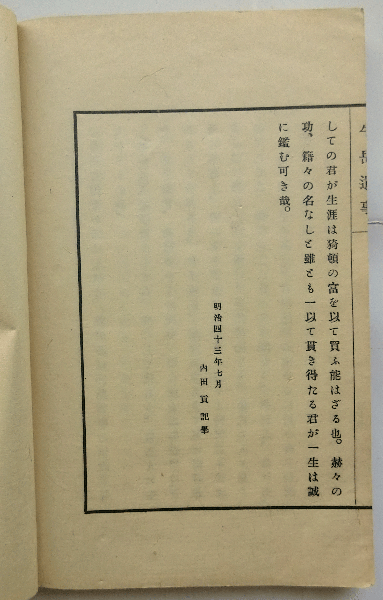 しての君が生涯は猗頓の富を以て買ふ能はざる也。赫々の
功、籍々の名なしと雖とも一以て貫き得たる君が一生は誠
に鑑む可き哉。
明治四十三年七月
内田貢記